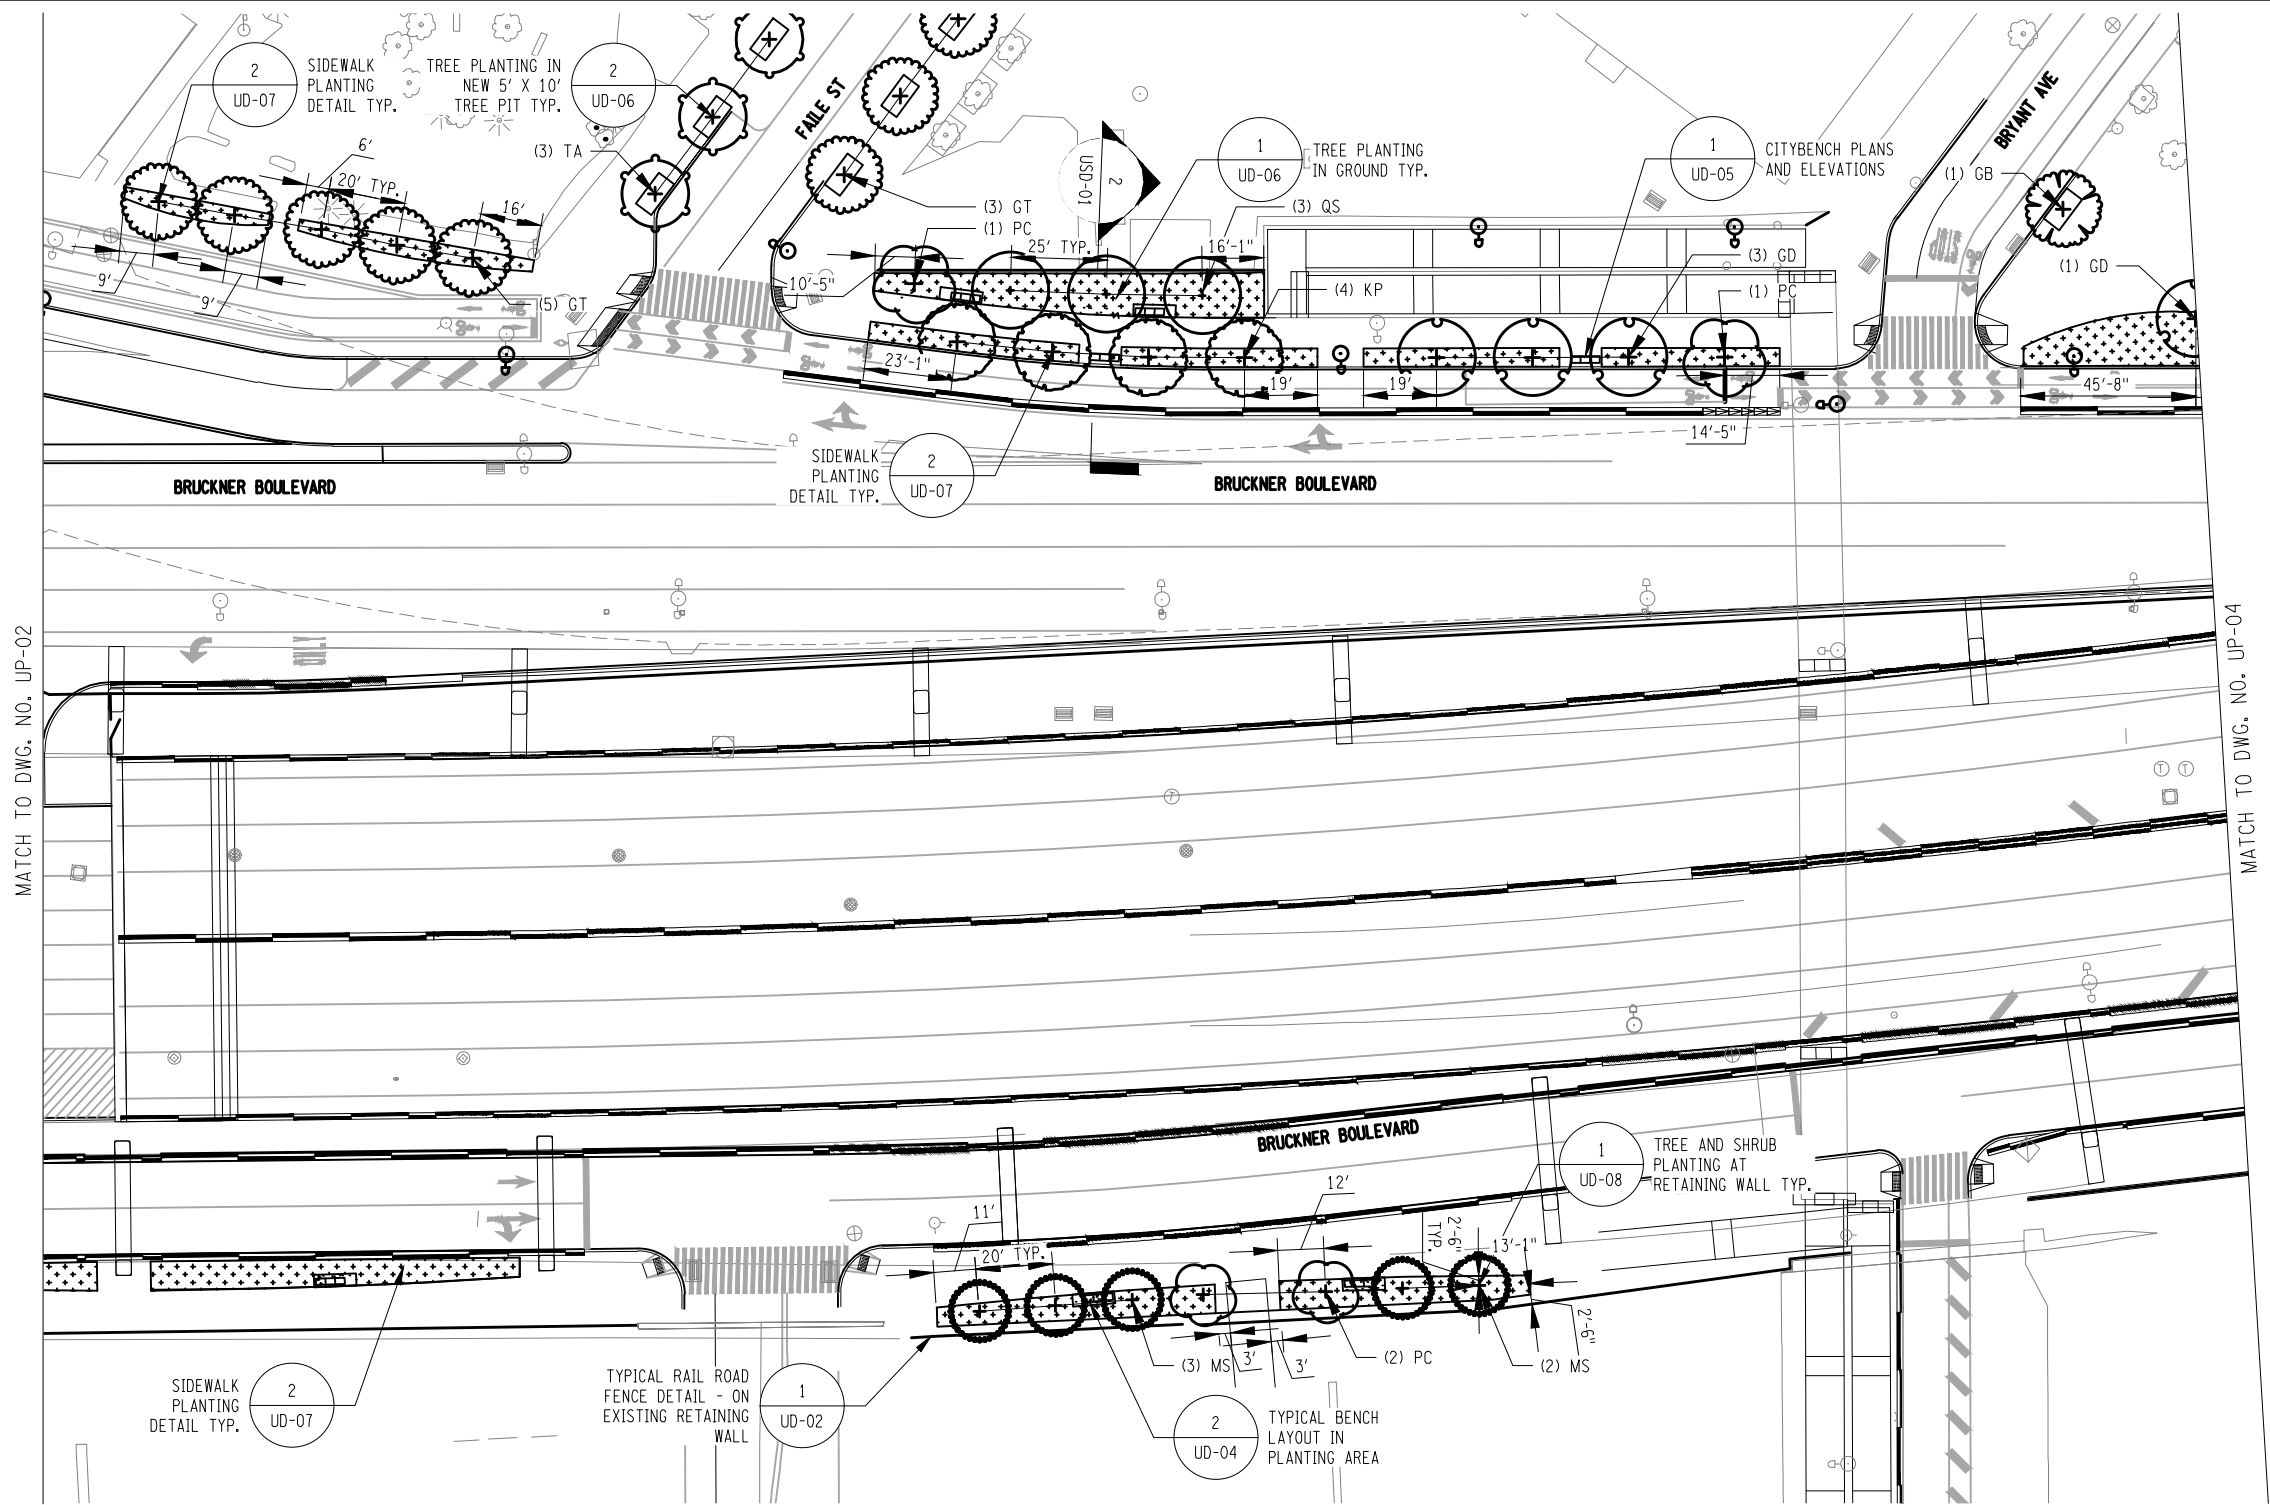 2
UD-07
SIDEWALK
PLANTING
DETAIL TYP.
TREE PLANTING IN
NEW 5' X 10'
TREE PIT TYP.
2
UD-06
(3) TA
FAILE ST
6'
20' TYP.
16'
9'
9'
(5) GT
(3) GT
(1) PC
10'-5"
25' TYP.
16'-1"
2
USD-01
1
UD-06
TREE PLANTING
IN GROUND TYP.
(3) QS
(4) KP
1
UD-05
CITYBENCH PLANS
AND ELEVATIONS
(3) GD
(1) PC
BRYANT AVE
(1) GB
(1) GD
23'-1"
19'
19'
14'-5"
45'-8"
SIDEWALK
PLANTING
DETAIL TYP.
2
UD-07
BRUCKNER BOULEVARD
BRUCKNER BOULEVARD
MATCH TO DWG. NO. UP-02
MATCH TO DWG. NO. UP-04
T
T
T
BRUCKNER BOULEVARD
1
UD-08
TREE AND SHRUB
PLANTING AT
RETAINING WALL TYP.
11'
20' TYP.
12'
2'-6"
TYP.
13'-1"
2'-6"
(3) MS
3'
3'
(2) PC
(2) MS
SIDEWALK
PLANTING
DETAIL TYP.
2
UD-07
TYPICAL RAIL ROAD
FENCE DETAIL - ON
EXISTING RETAINING
WALL
1
UD-02
2
UD-04
TYPICAL BENCH
LAYOUT IN
PLANTING AREA